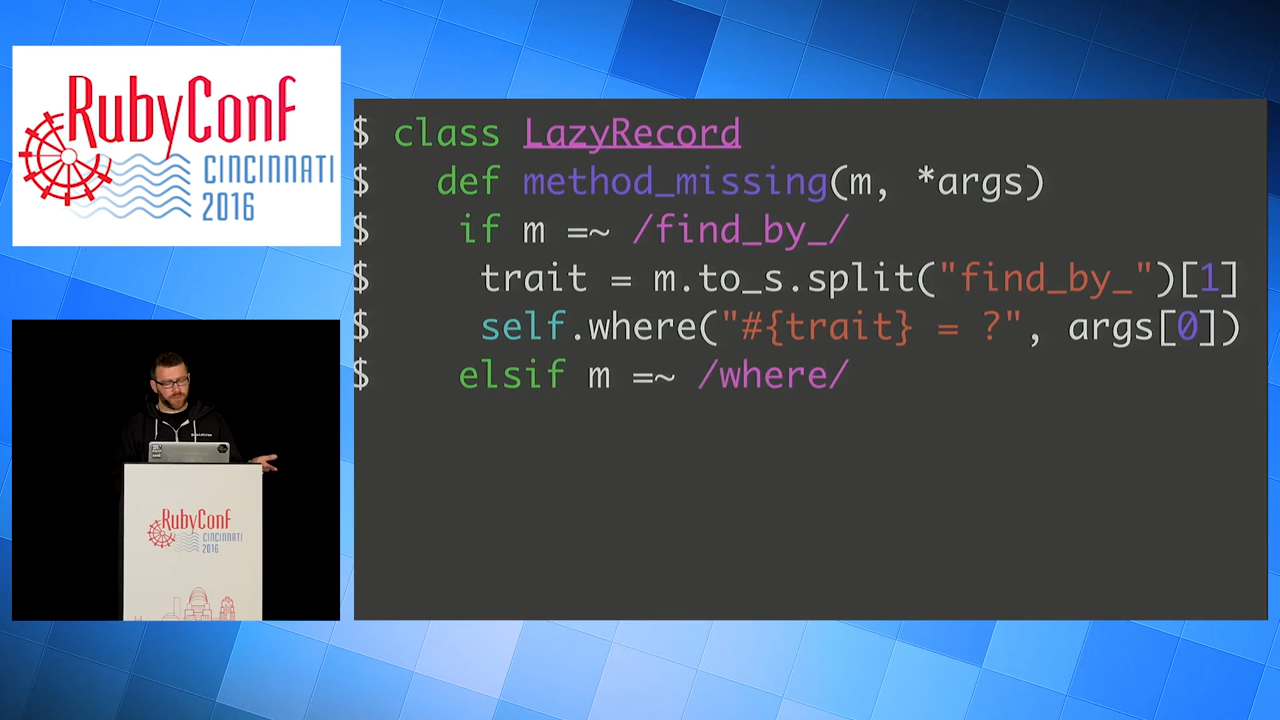 RubyConf
CINCINNATI
2016
$ class LazyRecord
$ def method_missing(m, *args)
$ if m =~ /find_by_/
$ trait = m.to_s.split("find_by_")[1]
$ self.where("#{trait} = ?", args[0])
$ elsif m =~ /where/
RubyConf
CINCINNATI
2016